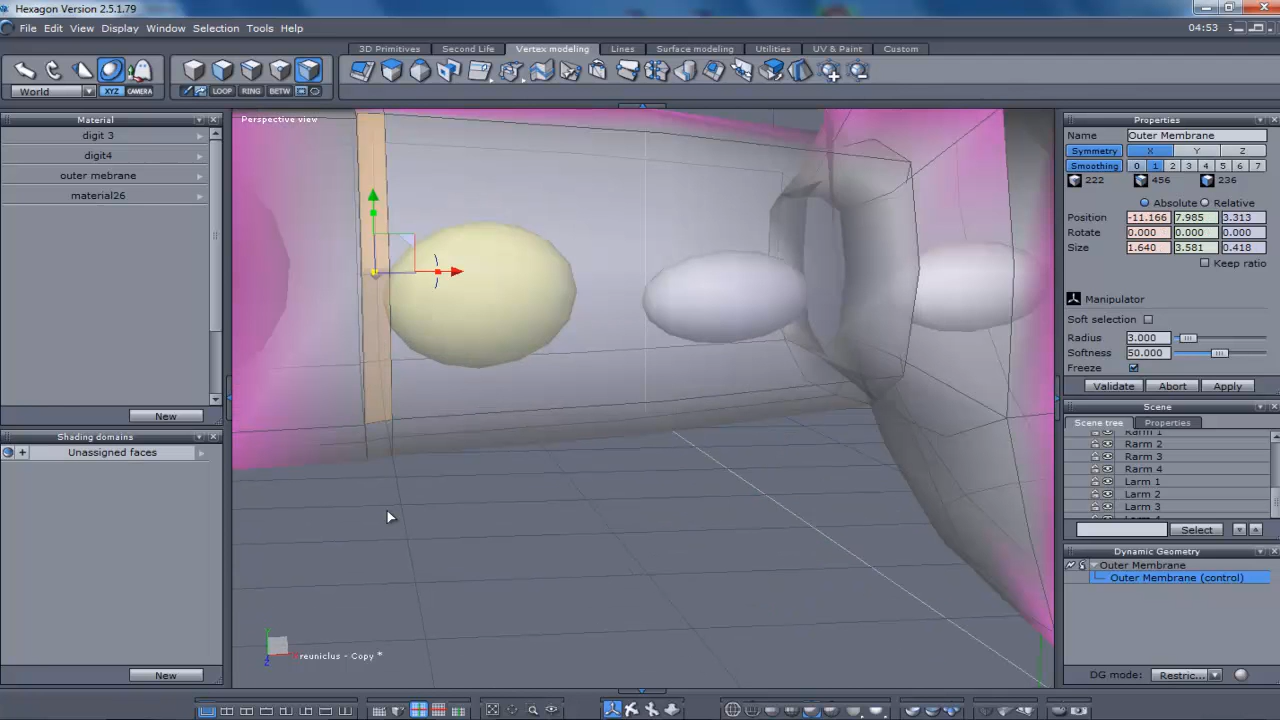 Hexagon Version 2.5.1.79
File Edit View Display Window Selection Tools Help
04:53
3D Primitives Second Life Vertex modeling Lines Surface modeling Utilities UV & Paint Custom
World XYZ CAMERA LOOP RING BETW
Material
digit 3
digit4
outer mebrane
material26
New
Shading domains
Unassigned faces
New
Perspective view
reuniclus - Copy *
Properties
Name Outer Membrane
Symmetry X Y Z
Smoothing 0 1 2 3 4 5 6 7
222 456 236
Absolute Relative
Position -11.166 7.985 3.313
Rotate 0.000 0.000 0.000
Size 1.640 3.581 0.418
Keep ratio
Manipulator
Soft selection
Radius 3.000
Softness 50.000
Freeze
Validate Abort Apply
Scene
Scene tree Properties
Rarm 1
Rarm 2
Rarm 3
Rarm 4
Larm 1
Larm 2
Larm 3
Select
Dynamic Geometry
Outer Membrane
Outer Membrane (control)
DG mode: Restric...